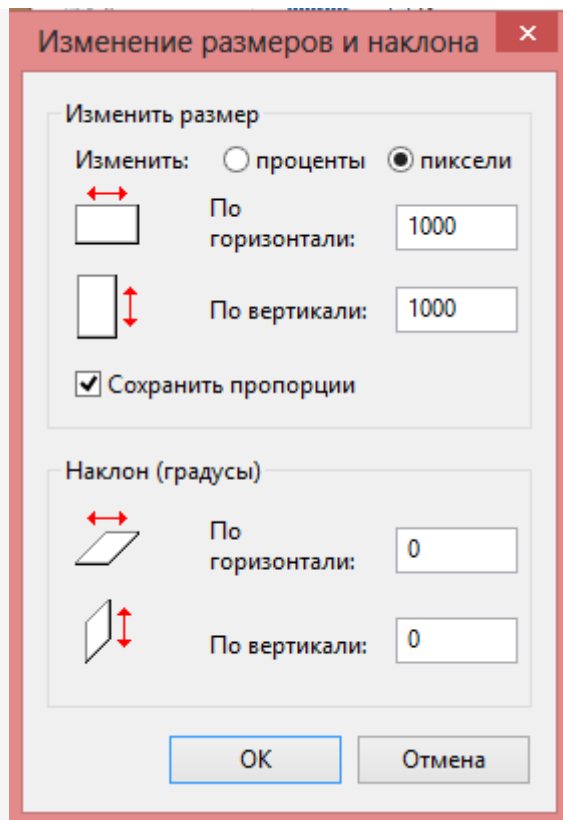 Изменение размеров и наклона
Изменить размер
Изменить: проценты пиксели
По
горизонтали: 1000
По вертикали: 1000
Сохранить пропорции
Наклон (градусы)
По
горизонтали: 0
По вертикали: 0
ОК Отмена